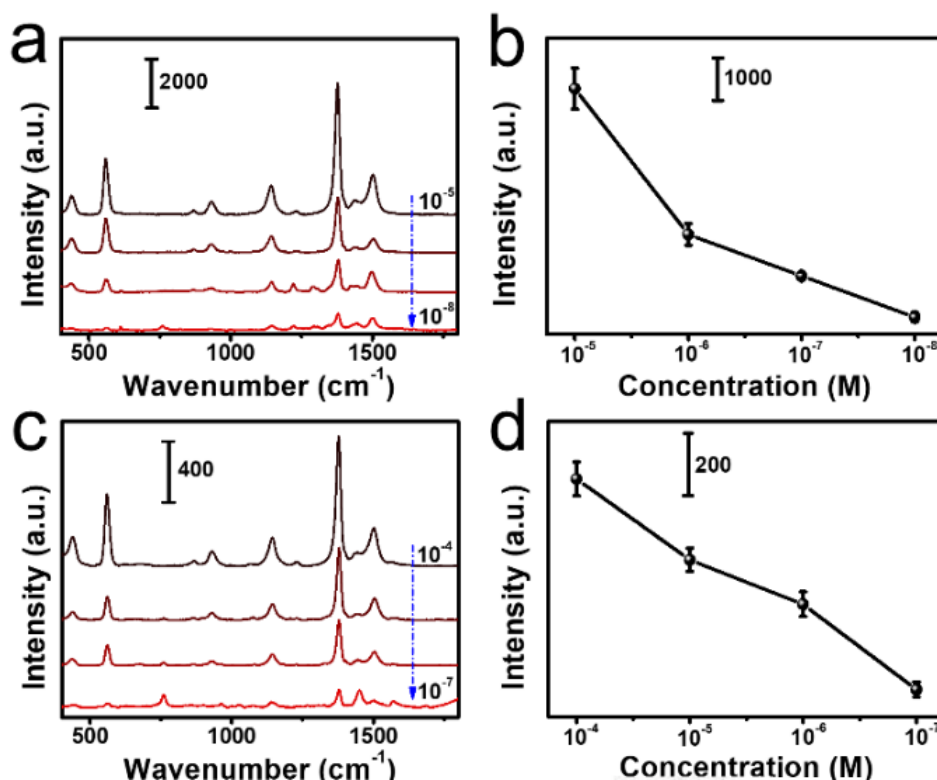 a
2000
10⁻⁵
10⁻⁸
Intensity (a.u.)
500 1000 1500
Wavenumber (cm⁻¹)
b
1000
Intensity (a.u.)
10⁻⁵ 10⁻⁶ 10⁻⁷ 10⁻⁸
Concentration (M)
c
400
10⁻⁴
10⁻⁷
Intensity (a.u.)
500 1000 1500
Wavenumber (cm⁻¹)
d
200
Intensity (a.u.)
10⁻⁴ 10⁻⁵ 10⁻⁶ 10⁻⁷
Concentration (M)